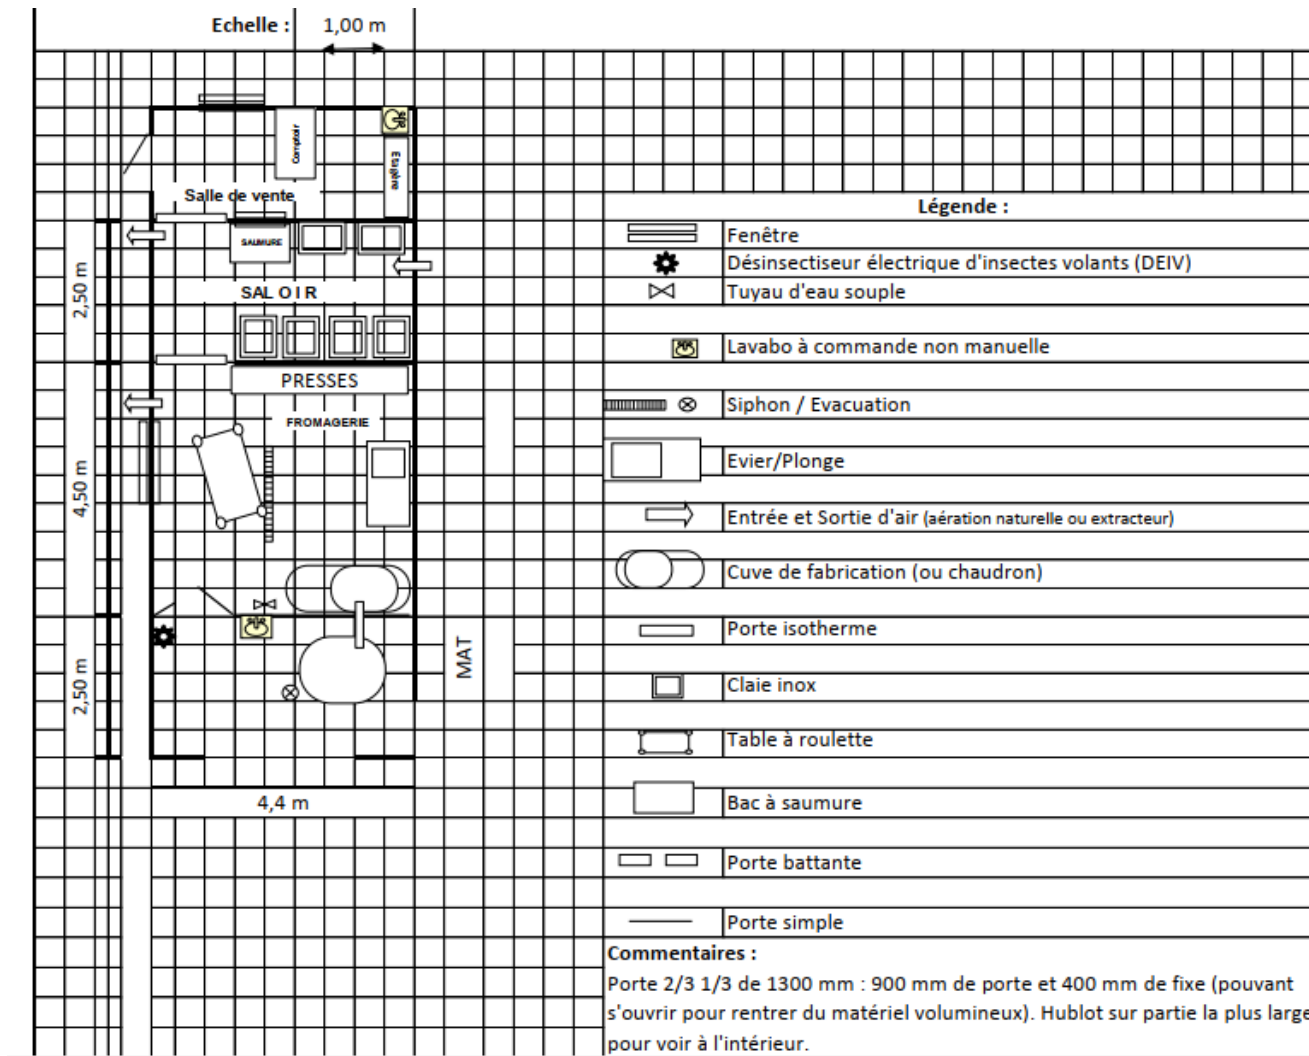 Echelle :
1,00 m
Comptoir
Etagère
Salle de vente
SAUMURE
2,50 m
SALOIR
PRESSES
FROMAGERIE
4,50 m
2,50 m
MAT
4,4 m
Légende :
Fenêtre
Désinsectiseur électrique d'insectes volants (DEIV)
Tuyau d'eau souple
Lavabo à commande non manuelle
Siphon / Evacuation
Evier/Plonge
Entrée et Sortie d'air (aération naturelle ou extracteur)
Cuve de fabrication (ou chaudron)
Porte isotherme
Claie inox
Table à roulette
Bac à saumure
Porte battante
Porte simple
Commentaires :
Porte 2/3 1/3 de 1300 mm : 900 mm de porte et 400 mm de fixe (pouvant
s'ouvrir pour rentrer du matériel volumineux). Hublot sur partie la plus large
pour voir à l'intérieur.